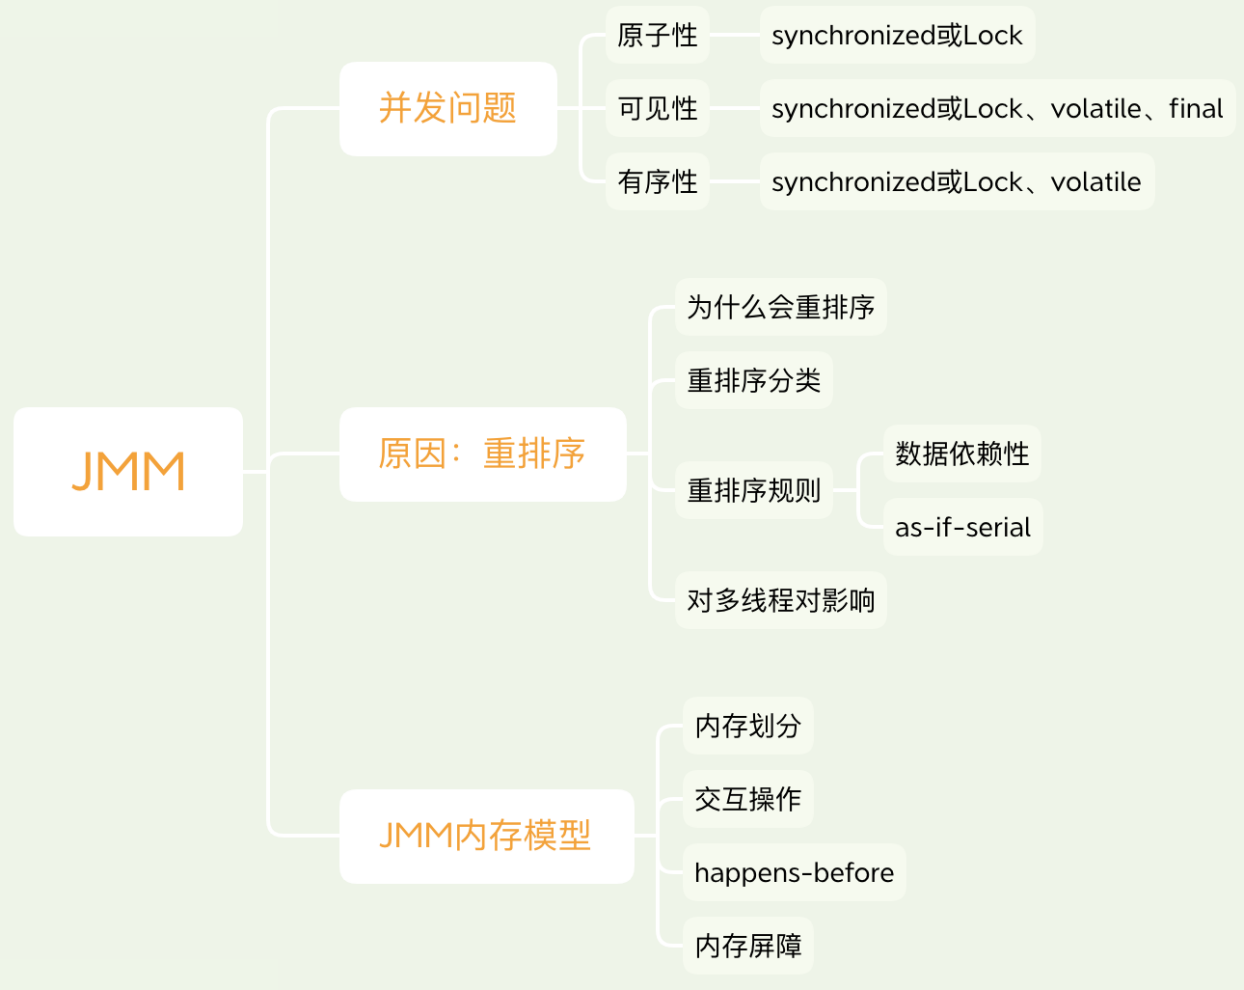 JMM
并发问题
原子性
synchronized或Lock
可见性
synchronized或Lock、volatile、final
有序性
synchronized或Lock、volatile
原因：重排序
为什么会重排序
重排序分类
重排序规则
数据依赖性
as-if-serial
对多线程对影响
JMM内存模型
内存划分
交互操作
happens-before
内存屏障